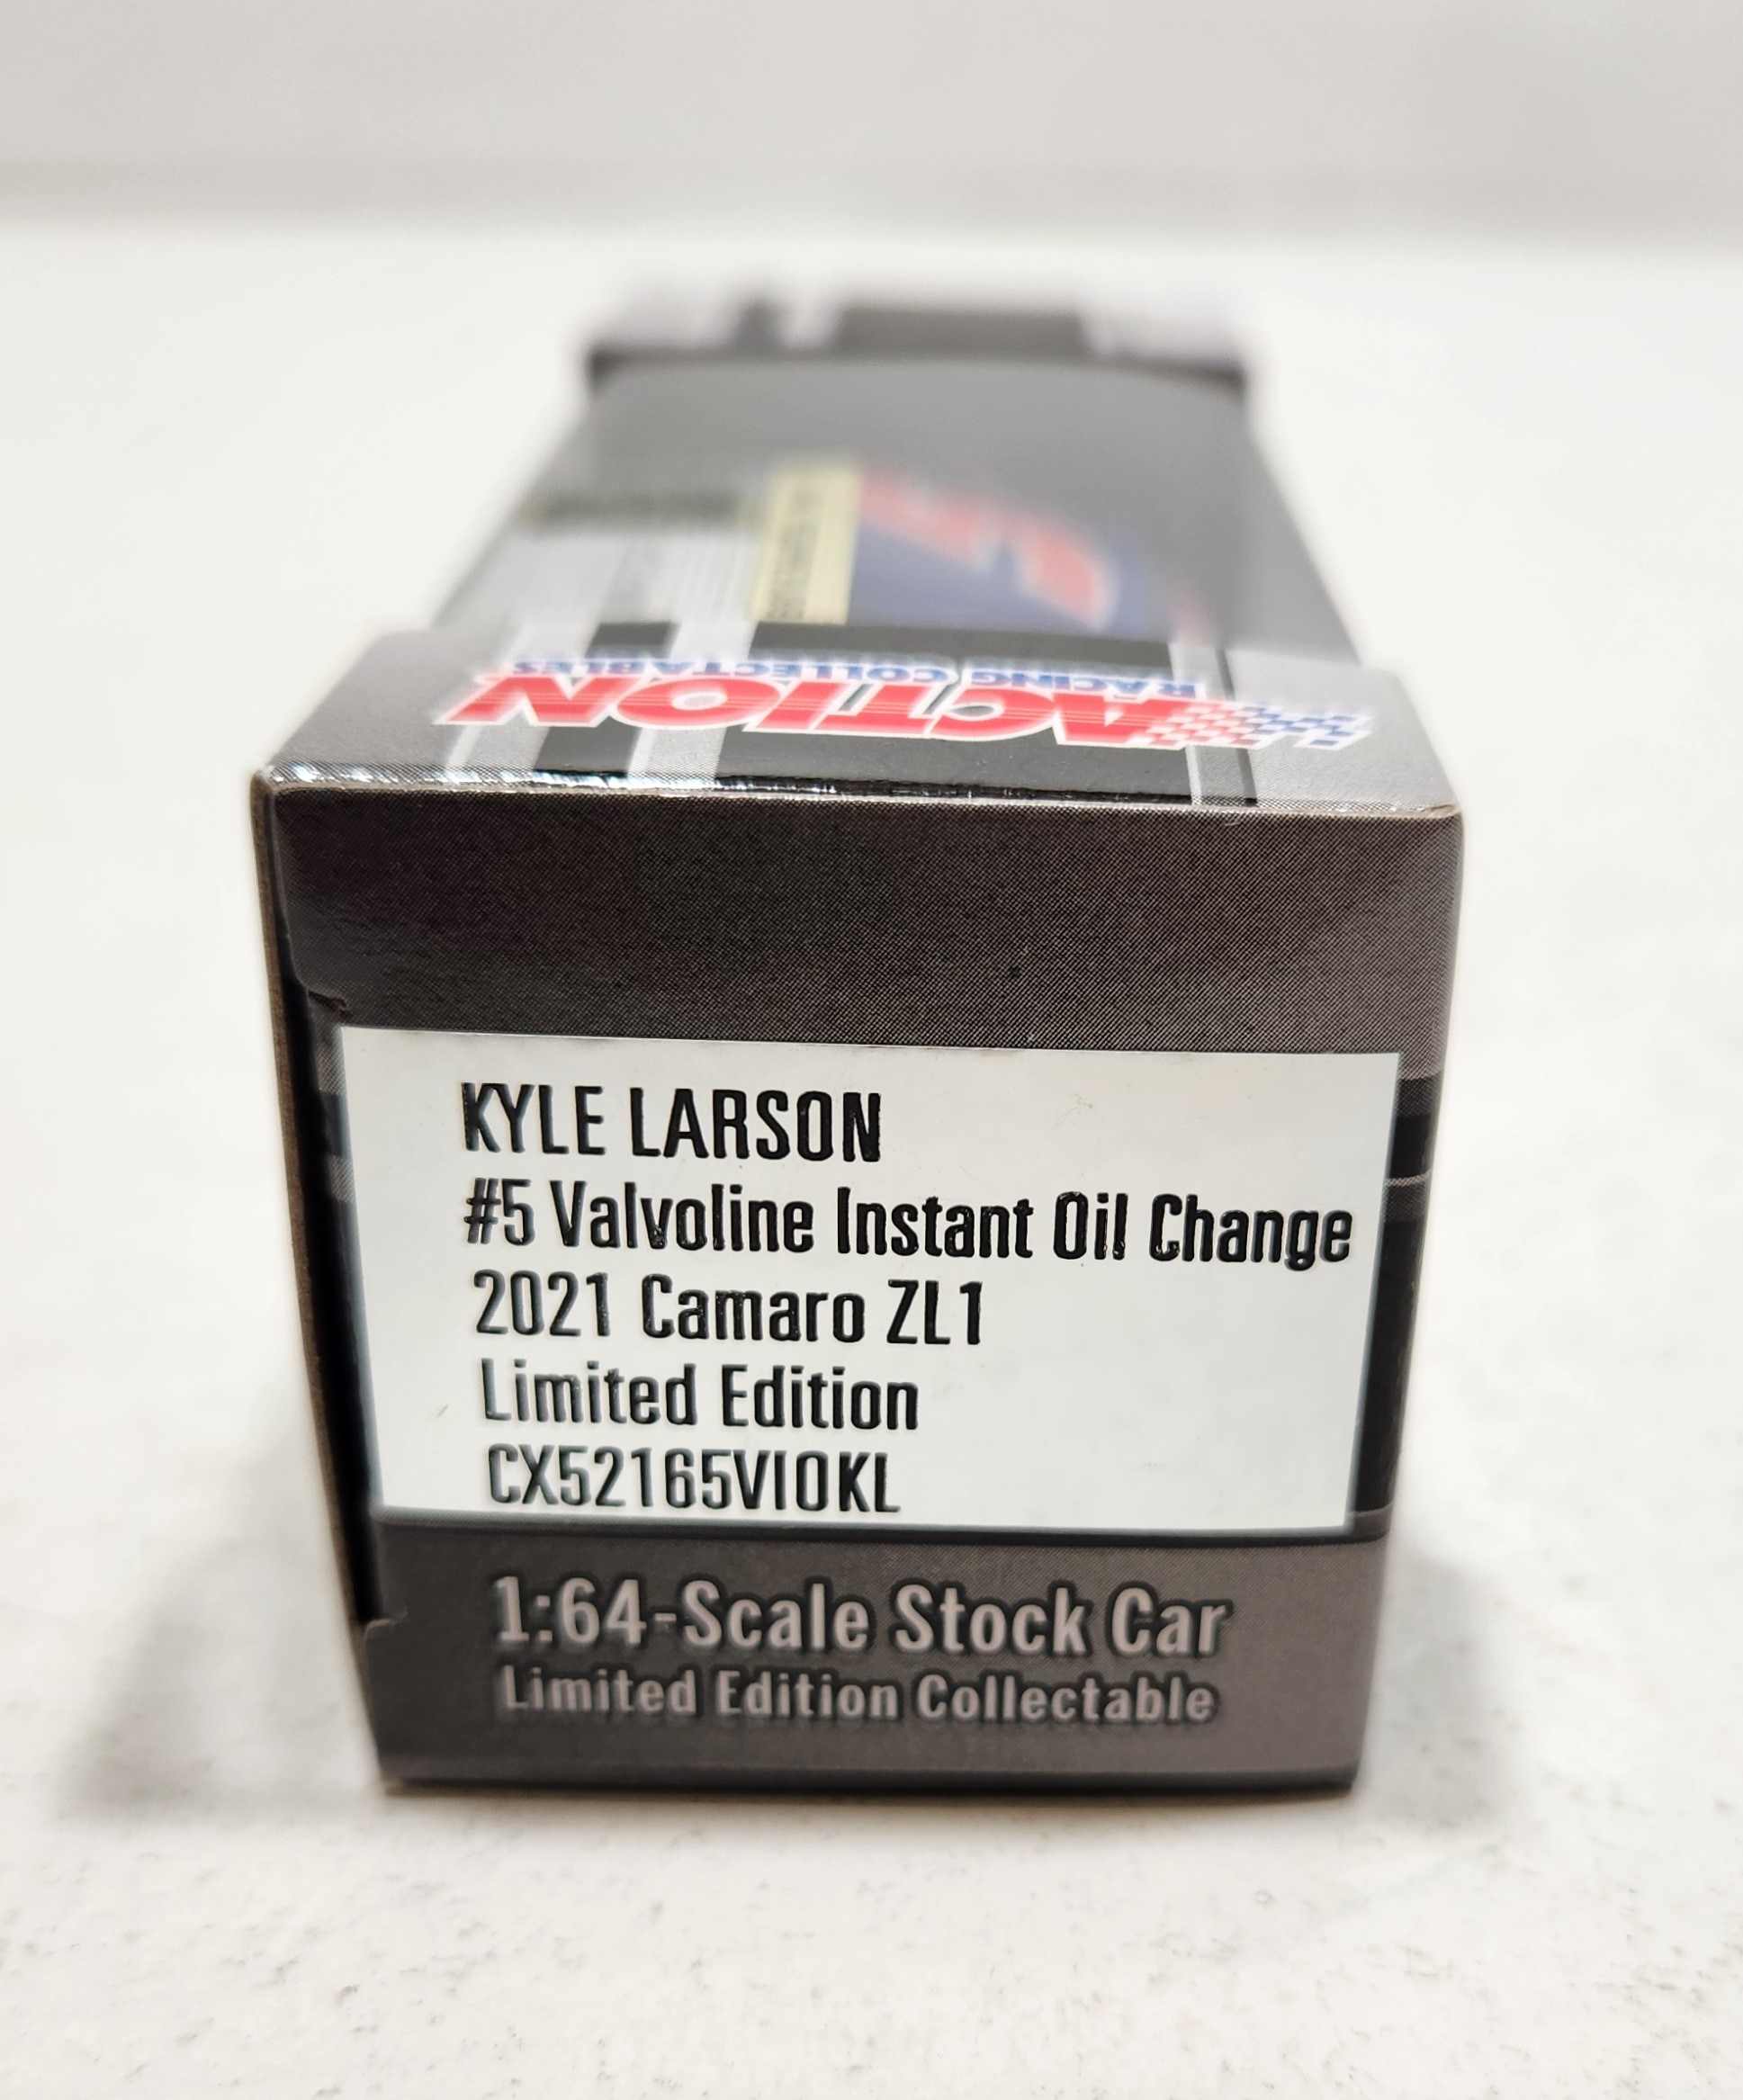 ACTION
RACING COLLECTABLES
KYLE LARSON
#5 Valvoline Instant Oil Change
2021 Camaro ZL1
Limited Edition
CX52165VIOKL
1:64-Scale Stock Car
Limited Edition Collectable